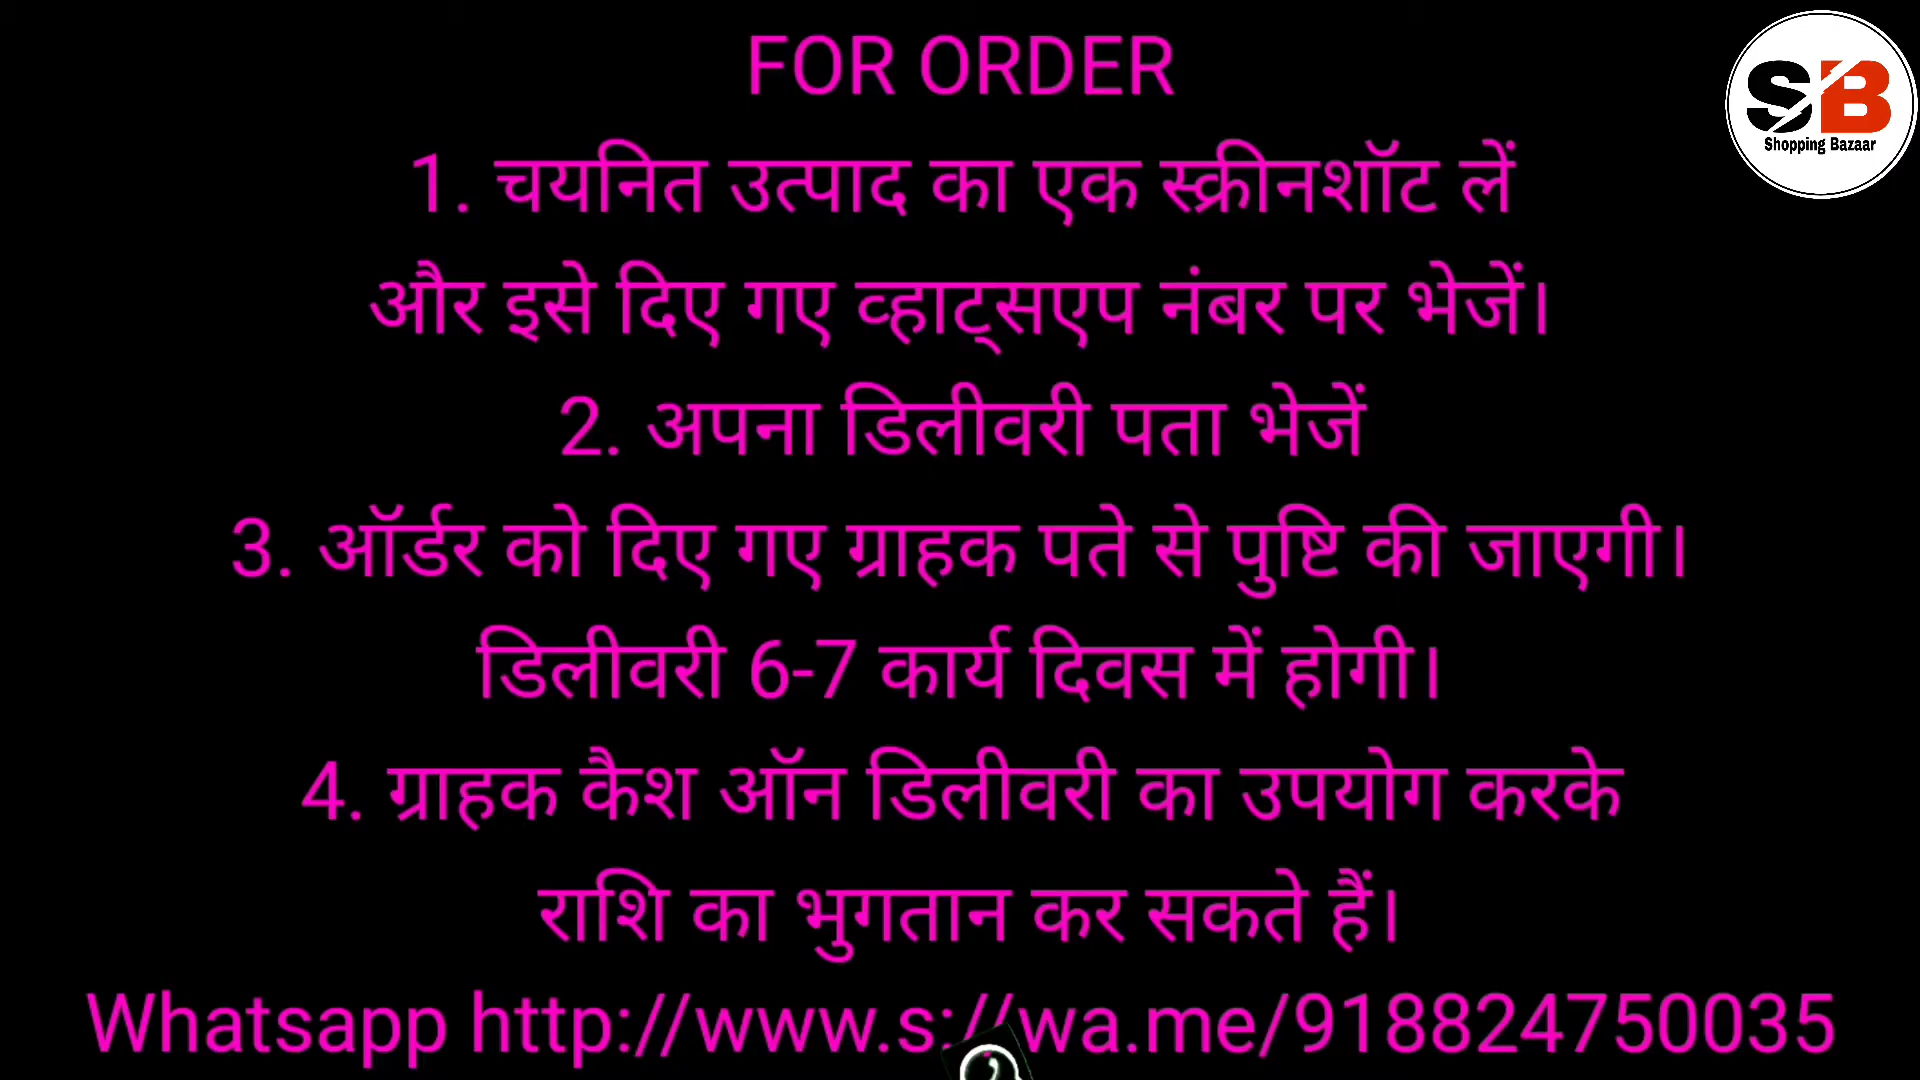 FOR ORDER
SB
Shopping Bazaar
1. चयनित उत्पाद का एक स्क्रीनशॉट लें
और इसे दिए गए व्हाट्सएप नंबर पर भेजें।
2. अपना डिलीवरी पता भेजें
3. ऑर्डर को दिए गए ग्राहक पते से पुष्टि की जाएगी।
डिलीवरी 6-7 कार्य दिवस में होगी।
4. ग्राहक कैश ऑन डिलीवरी का उपयोग करके
राशि का भुगतान कर सकते हैं।
Whatsapp http://www.s://wa.me/918824750035